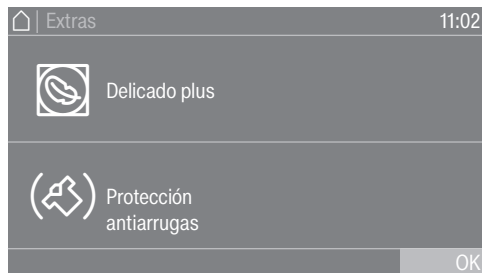 Extras
11:02
Delicado plus
Protección
antiarrugas
OK